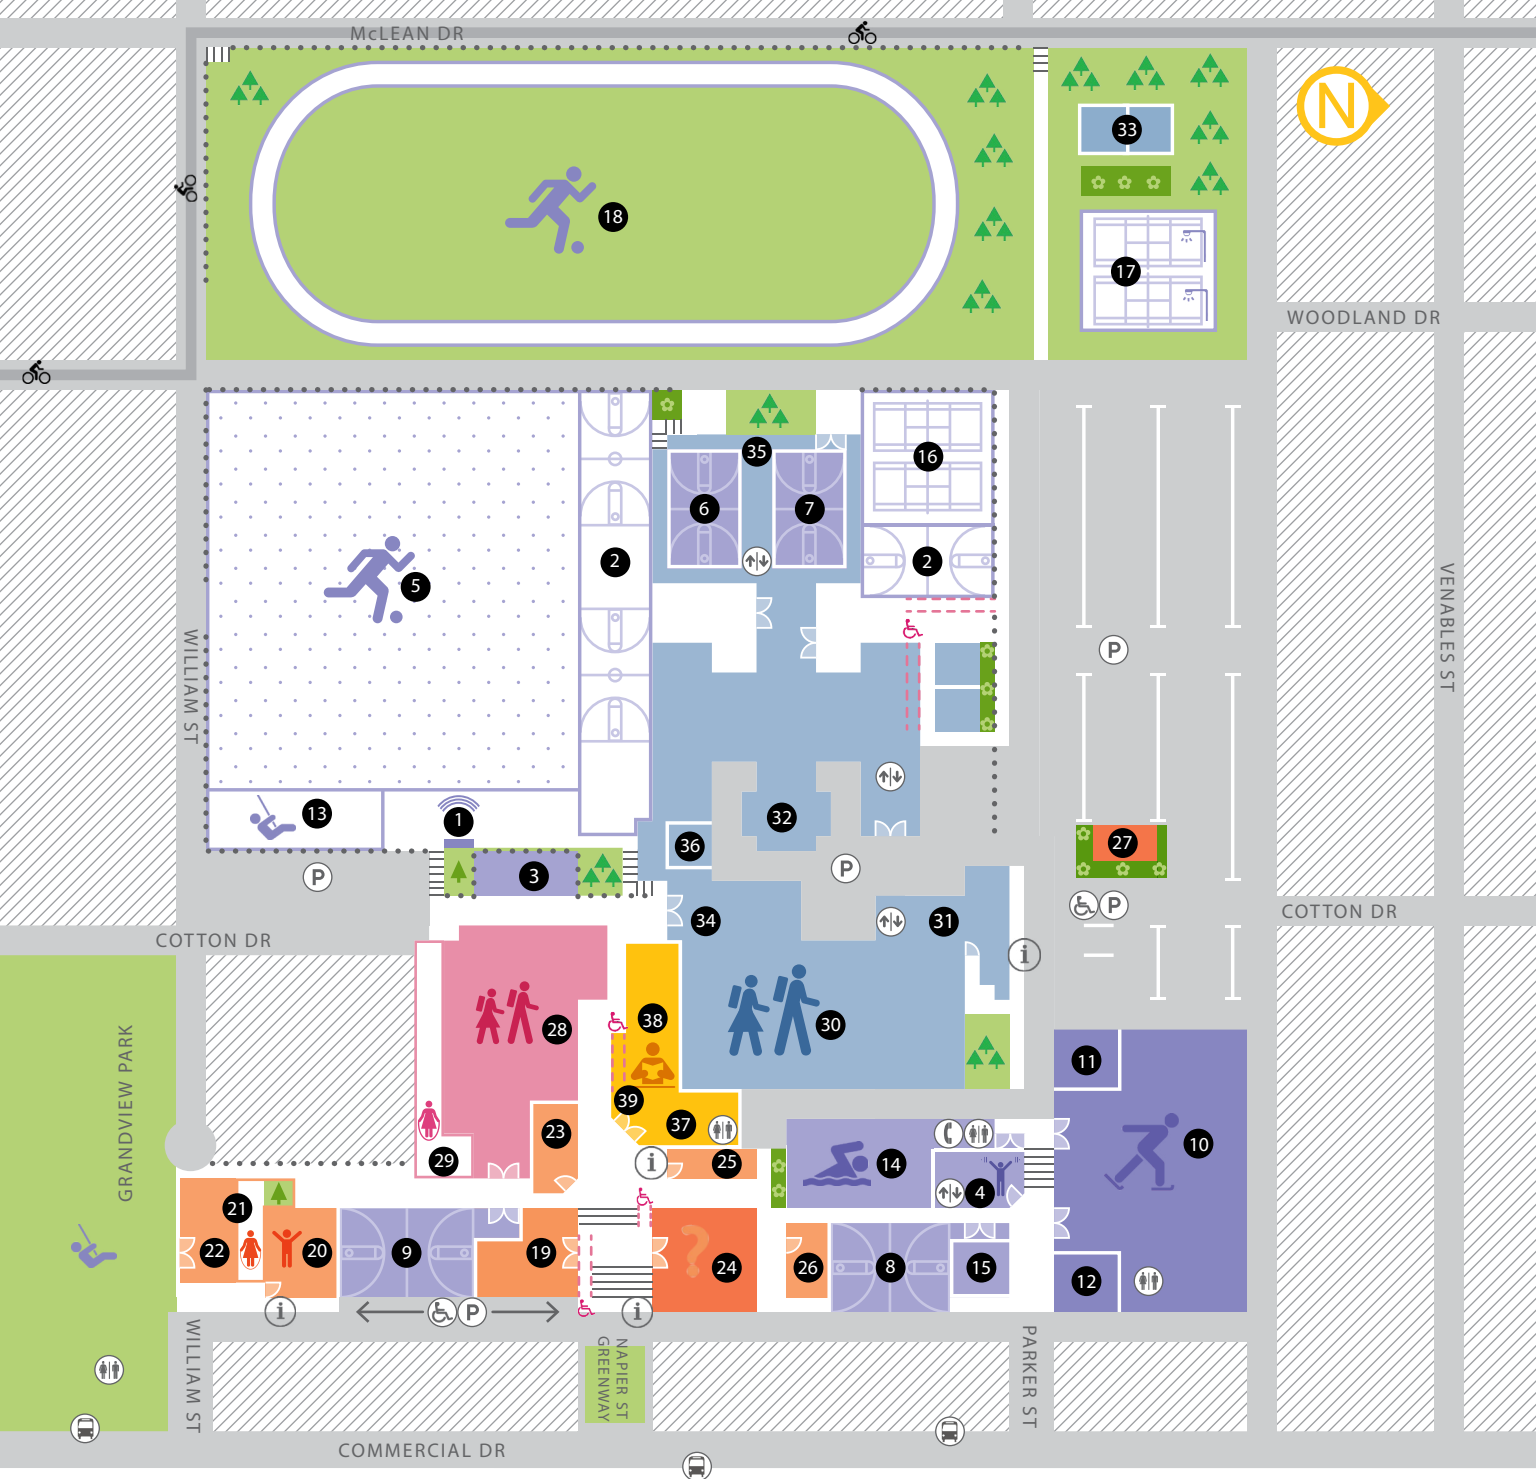 McLEAN DR
N
33
18
17
WOODLAND DR
35
16
6
7
2
2
5
VENABLES ST
WILLIAM ST
P
13
1
32
27
36
P
3
P
P
34
31
COTTON DR
COTTON DR
i
38
30
28
GRANDVIEW PARK
11
39
37
23
10
29
i
25
14
4
21
22
20
9
19
24
26
8
15
12
i
P
i
WILLIAM ST
NAPIER ST
GREENWAY
PARKER ST
COMMERCIAL DR